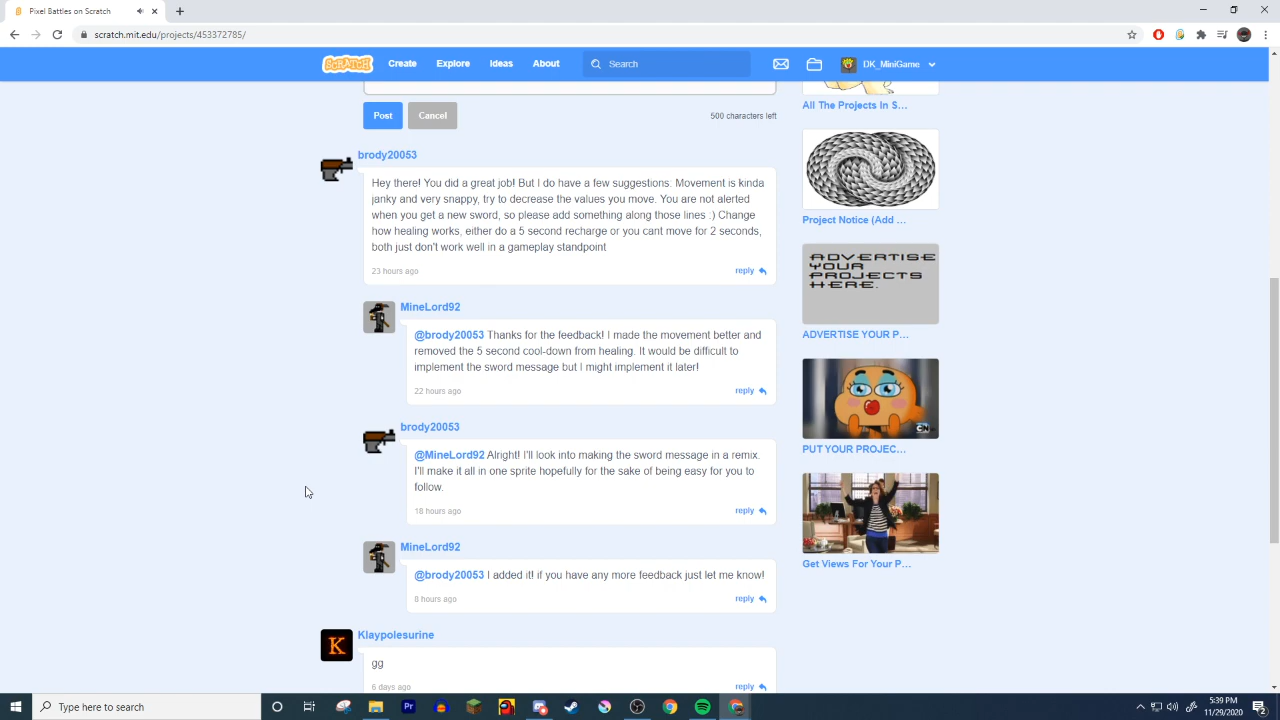 Pixel Battles on Scratch
scratch.mit.edu/projects/453372785/
SCRATCH
Create
Explore
Ideas
About
Search
DK_MiniGame
Post
Cancel
500 characters left
brody20053
Hey there! You did a great job! But I do have a few suggestions. Movement is kinda
janky and very snappy, try to decrease the values you move. You are not alerted
when you get a new sword, so please add something along those lines :) Change
how healing works, either do a 5 second recharge or you cant move for 2 seconds,
both just don't work well in a gameplay standpoint
23 hours ago
reply
MineLord92
@brody20053 Thanks for the feedback! I made the movement better and
removed the 5 second cool-down from healing. It would be difficult to
implement the sword message but I might implement it later!
22 hours ago
reply
brody20053
@MineLord92 Alright! I'll look into making the sword message in a remix.
I'll make it all in one sprite hopefully for the sake of being easy for you to
follow.
18 hours ago
reply
MineLord92
@brody20053 I added it! if you have any more feedback just let me know!
8 hours ago
reply
K
Klaypolesurine
gg
6 days ago
reply
All The Projects In S...
Project Notice (Add ...
ADVERTISE
YOUR
PROJECTS
HERE.
ADVERTISE YOUR P...
CN
PUT YOUR PROJEC...
Get Views For Your P...
Type here to search
Pr
5:39 PM
11/29/2020
2